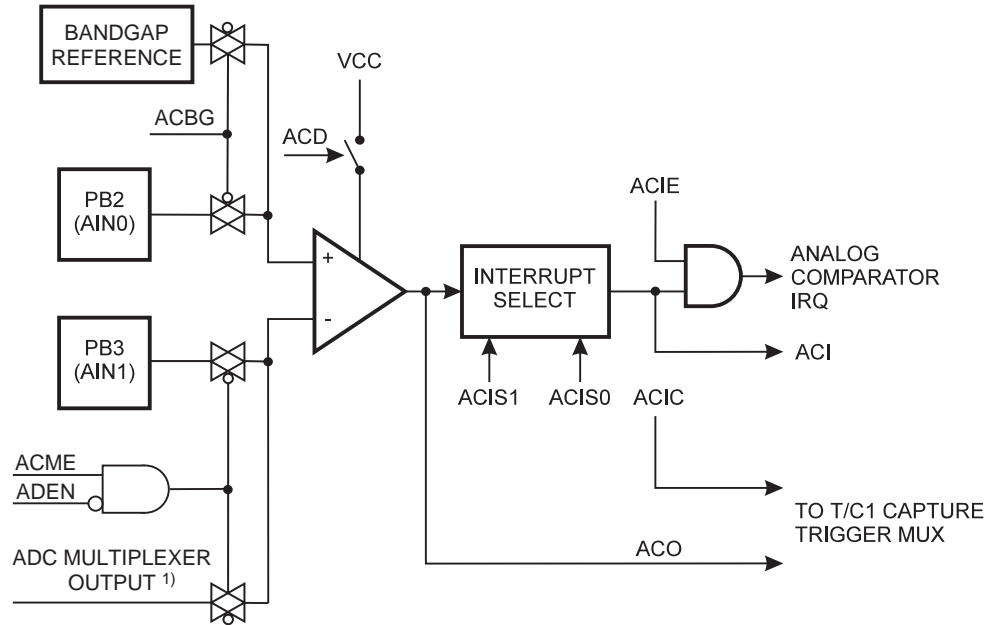 BANDGAP
REFERENCE
VCC
ACBG
ACD
PB2
(AIN0)
ACIE
+
INTERRUPT
SELECT
ANALOG
COMPARATOR
IRQ
-
PB3
(AIN1)
ACI
ACIS1
ACIS0
ACIC
ACME
ADEN
TO T/C1 CAPTURE
TRIGGER MUX
ADC MULTIPLEXER
OUTPUT 1)
ACO